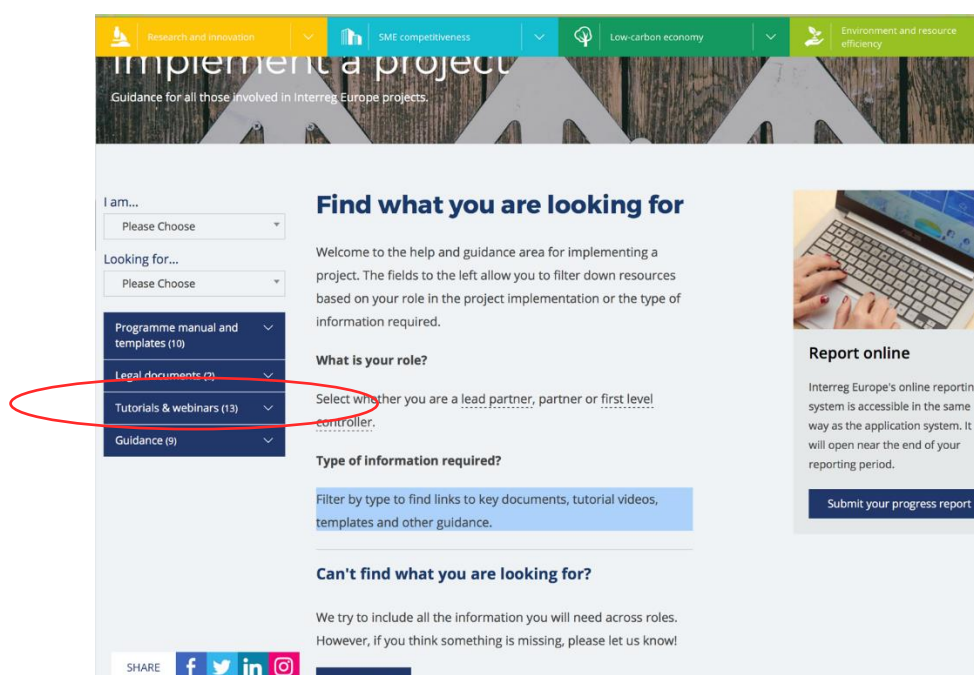 Research and innovation
SME competitiveness
Low-carbon economy
Environment and resource
efficiency
Implement a project
Guidance for all those involved in Interreg Europe projects.
I am...
Please Choose
Looking for...
Please Choose
Programme manual and
templates (10)
Legal documents (2)
Tutorials & webinars (13)
Guidance (9)
Find what you are looking for
Welcome to the help and guidance area for implementing a
project. The fields to the left allow you to filter down resources
based on your role in the project implementation or the type of
information required.
What is your role?
Select whether you are a lead partner, partner or first level
controller.
Type of information required?
Filter by type to find links to key documents, tutorial videos,
templates and other guidance.
Can't find what you are looking for?
We try to include all the information you will need across roles.
However, if you think something is missing, please let us know!
Report online
Interreg Europe's online reportin
system is accessible in the same
way as the application system. It
will open near the end of your
reporting period.
Submit your progress report
SHARE